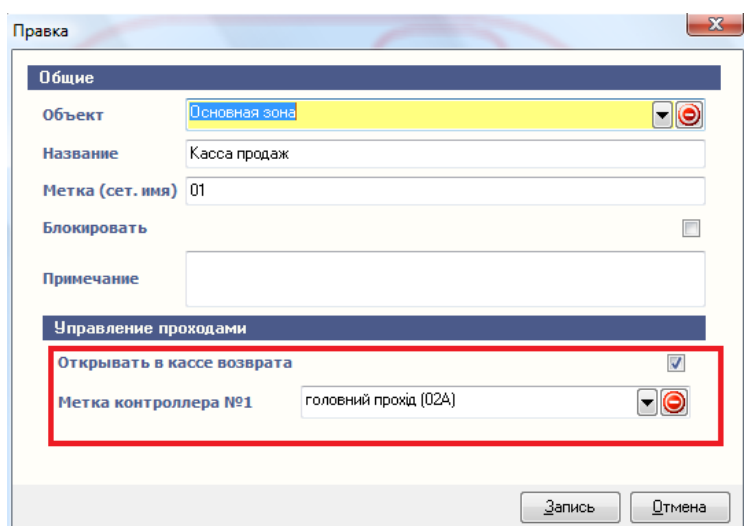 Правка
Общие
Объект Основная зона
Название Касса продаж
Метка (сет. имя) 01
Блокировать
Примечание
Управление проходами
Открывать в кассе возврата
Метка контроллера №1 головний прохід (02А)
Запись Отмена